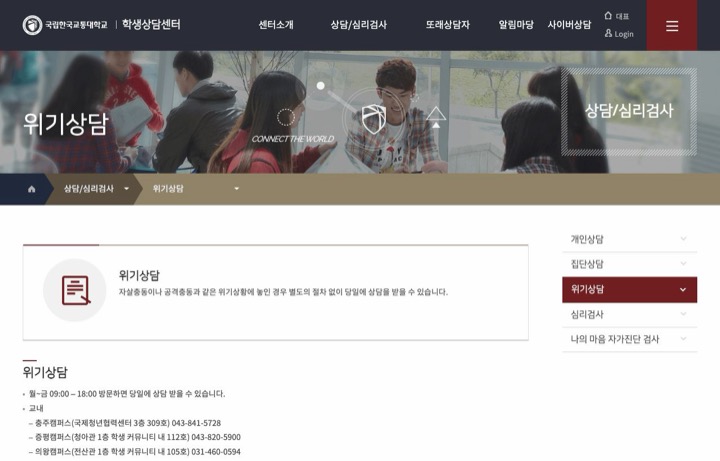 국립한국교통대학교 | 학생상담센터
센터소개 상담/심리검사 또래상담자 알림마당 사이버상담
대표
Login
위기상담
CONNECT THE WORLD
상담/심리검사
상담/심리검사 위기상담
개인상담
집단상담
위기상담
심리검사
나의 마음 자가진단 검사
위기상담
자살충동이나 공격충동과 같은 위기상황에 놓인 경우 별도의 절차 없이 당일에 상담을 받을 수 있습니다.
위기상담
월~금 09:00 – 18:00 방문하면 당일에 상담 받을 수 있습니다.
교내
– 충주캠퍼스(국제청년협력센터 3층 309호) 043-841-5728
– 증평캠퍼스(청아관 1층 학생 커뮤니티 내 112호) 043-820-5900
– 의왕캠퍼스(전산관 1층 학생 커뮤니티 내 105호) 031-460-0594